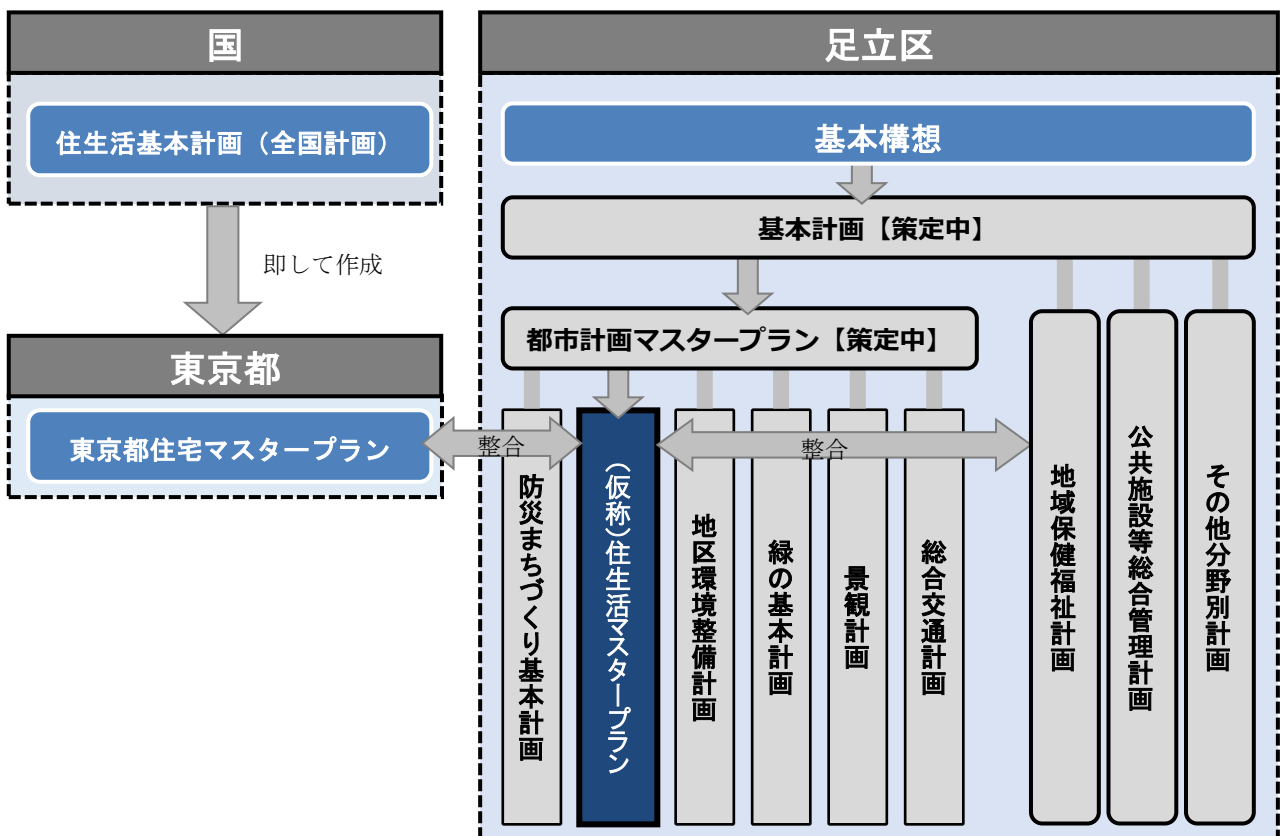 国
住生活基本計画（全国計画）
即して作成
東京都
東京都住宅マスタープラン
足立区
基本構想
基本計画【策定中】
都市計画マスタープラン【策定中】
整合
整合
防災まちづくり基本計画
（仮称）住生活マスタープラン
地区環境整備計画
緑の基本計画
景観計画
総合交通計画
地域保健福祉計画
公共施設等総合管理計画
その他分野別計画